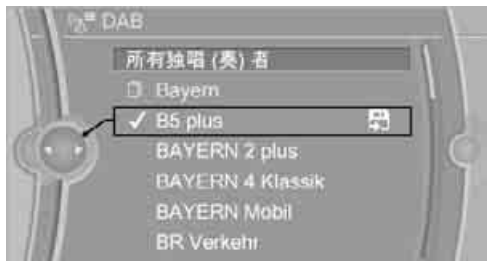 DAB
所有独唱 (奏) 者
Bayern
B5 plus
BAYERN 2 plus
BAYERN 4 Klassik
BAYERN Mobil
BR Verkehr